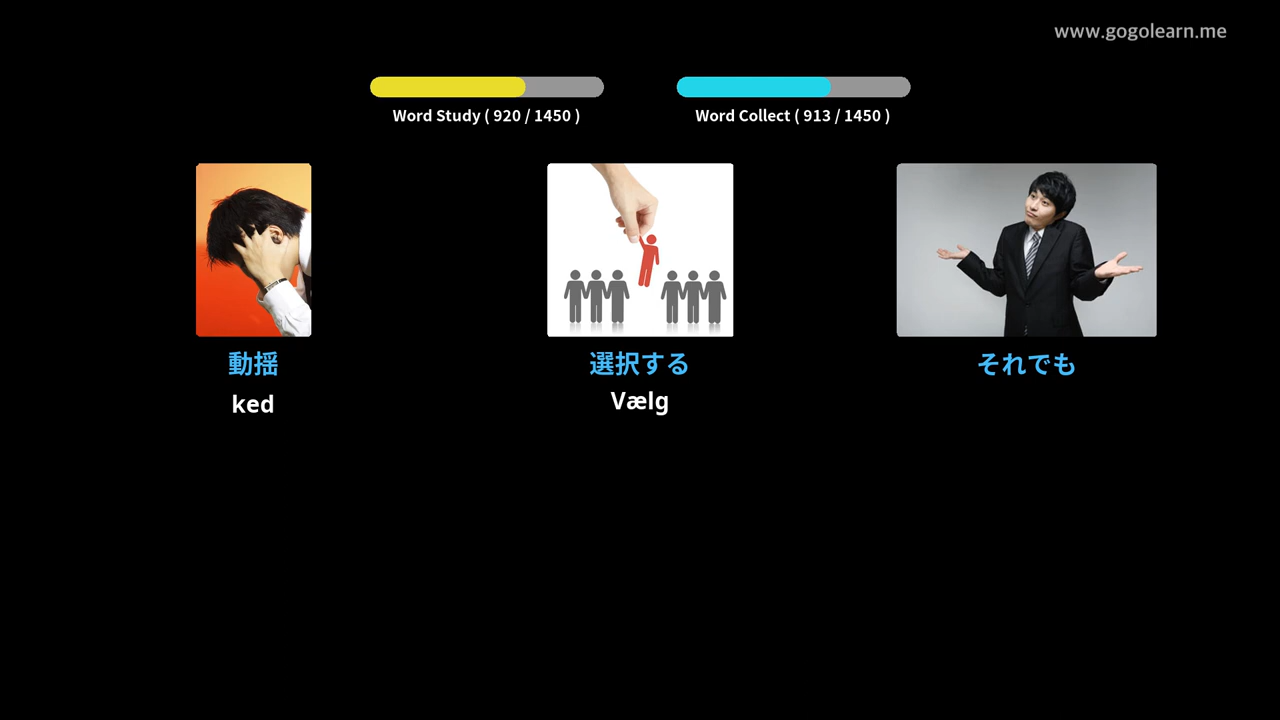 www.gogolearn.me
Word Study ( 920 / 1450 )
Word Collect ( 913 / 1450 )
動揺
ked
選択する
Vælg
それでも